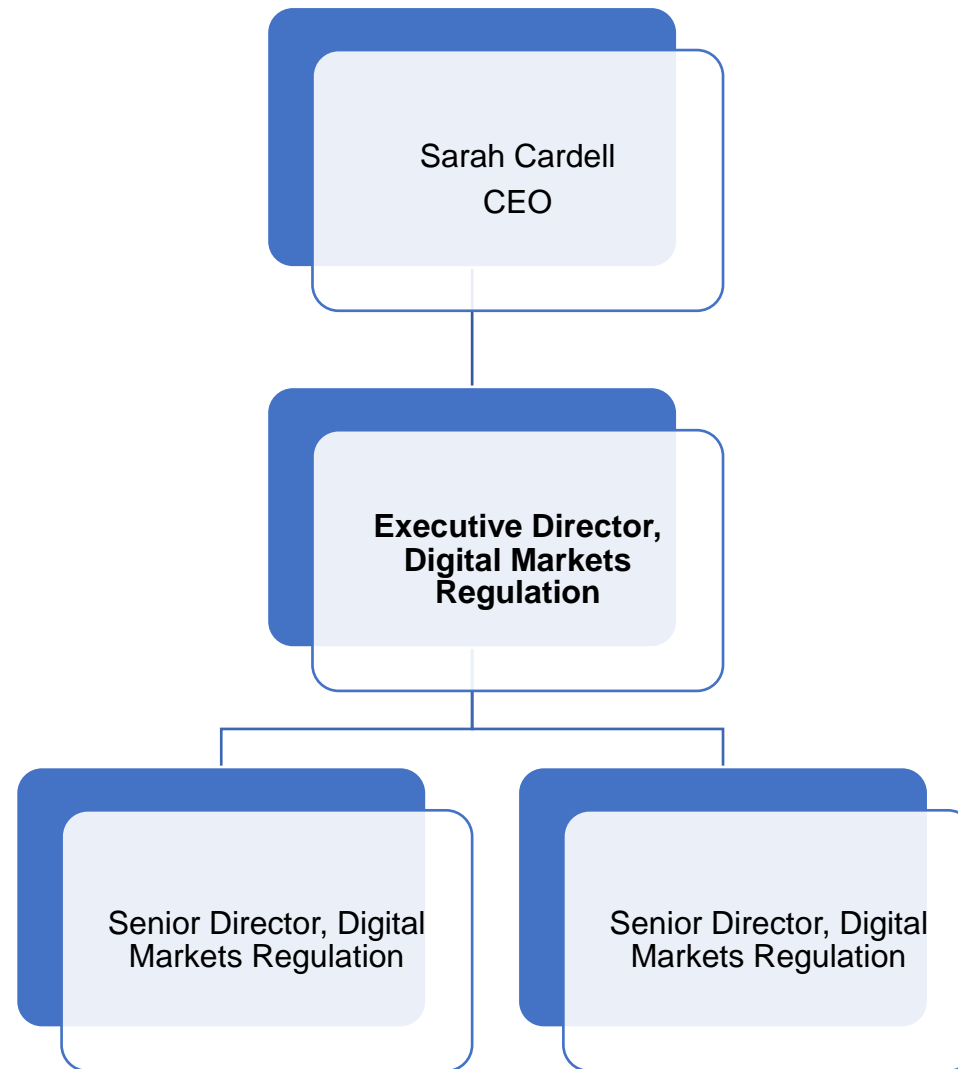 Sarah Cardell
CEO
Executive Director,
Digital Markets
Regulation
Senior Director, Digital
Markets Regulation
Senior Director, Digital
Markets Regulation